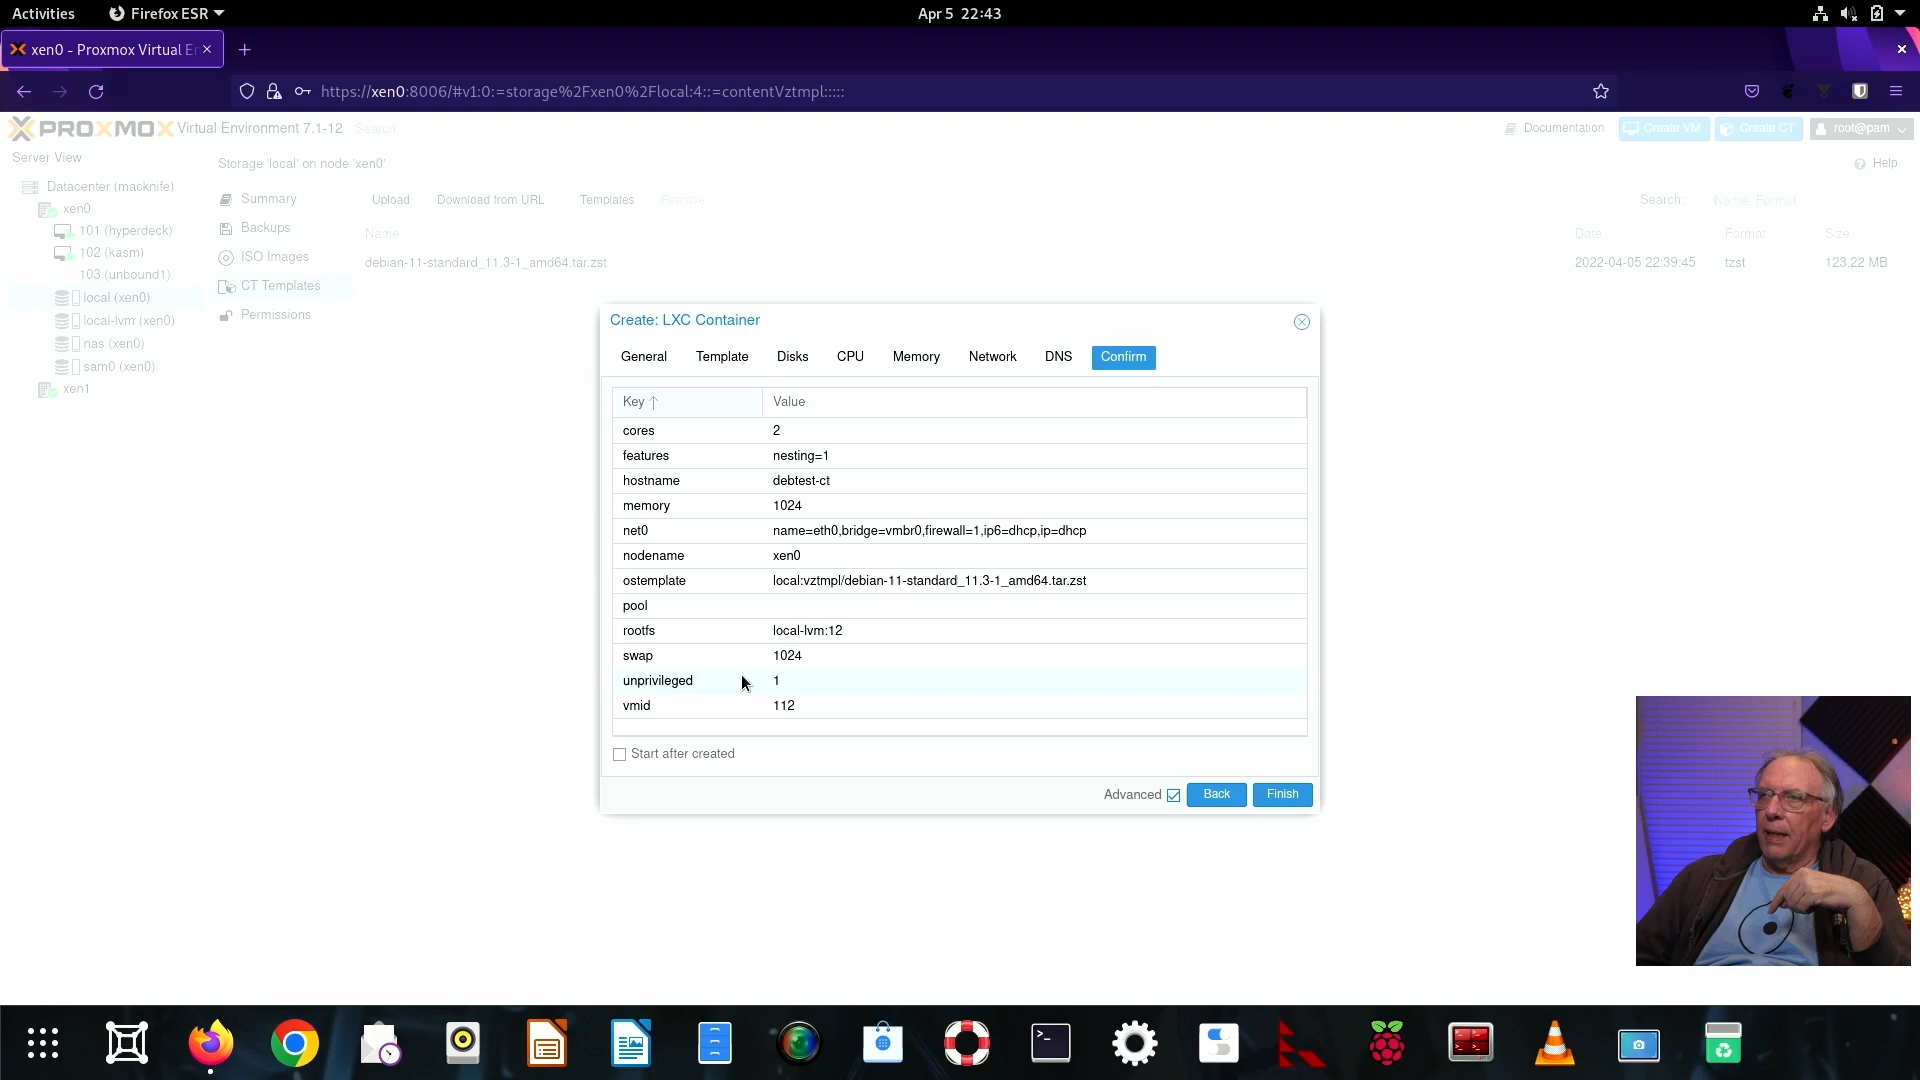 Activities
Firefox ESR
Apr 5 22:43
xen0 - Proxmox Virtual E
https://xen0:8006/#v1:0:=storage%2Fxen0%2Flocal:4::=contentVztmpl:::::
PROXMOX Virtual Environment 7.1-12 Search
Documentation Create VM Create CT root@pam
Server View
Storage 'local' on node 'xen0'
Help
Datacenter (macknife)
xen0
101 (hyperdeck)
102 (kasm)
103 (unbound1)
local (xen0)
local-lvm (xen0)
nas (xen0)
sam0 (xen0)
xen1
Summary
Backups
ISO Images
CT Templates
Permissions
Upload Download from URL Templates Remove
Search: Name, Format
Name Date Format Size
debian-11-standard_11.3-1_amd64.tar.zst 2022-04-05 22:39:45 tzst 123.22 MB
Create: LXC Container
General Template Disks CPU Memory Network DNS Confirm
Key Value
cores 2
features nesting=1
hostname debtest-ct
memory 1024
net0 name=eth0,bridge=vmbr0,firewall=1,ip6=dhcp,ip=dhcp
nodename xen0
ostemplate local:vztmpl/debian-11-standard_11.3-1_amd64.tar.zst
pool
rootfs local-lvm:12
swap 1024
unprivileged 1
vmid 112
Start after created
Advanced Back Finish